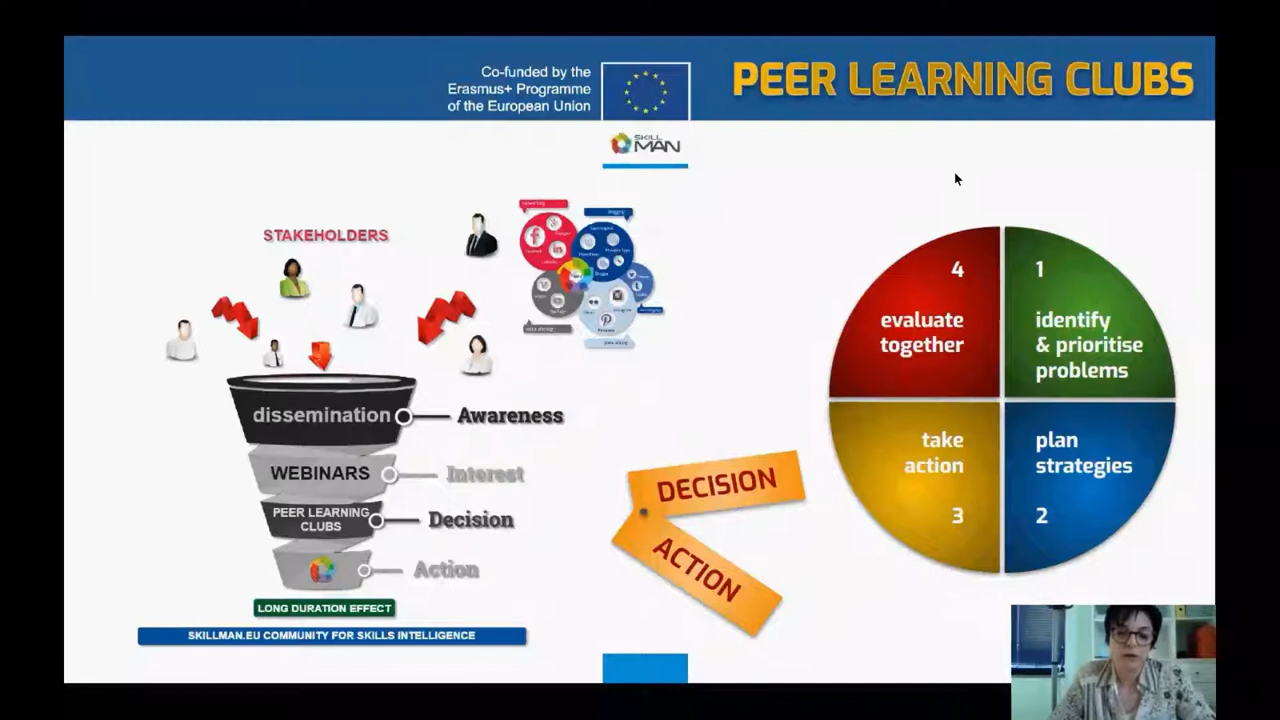 Co-funded by the
Erasmus+ Programme
of the European Union
PEER LEARNING CLUBS
SKILL
MAN
STAKEHOLDERS
dissemination
Awareness
WEBINARS
Interest
PEER LEARNING
CLUBS
Decision
Action
LONG DURATION EFFECT
SKILLMAN.EU COMMUNITY FOR SKILLS INTELLIGENCE
DECISION
ACTION
4
evaluate
together
1
identify
& prioritise
problems
take
action
3
plan
strategies
2